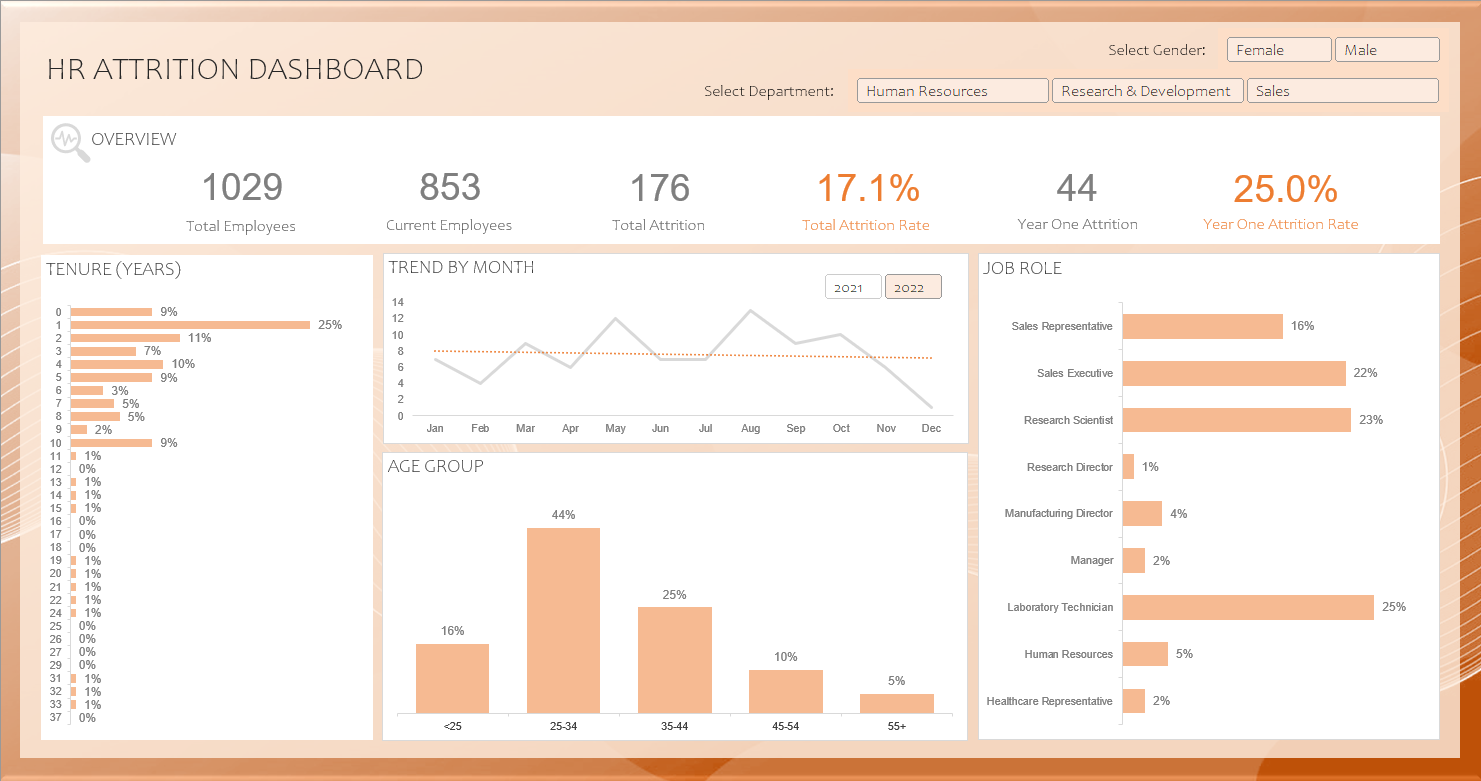 HR ATTRITION DASHBOARD
Select Gender: Female Male
Select Department: Human Resources Research & Development Sales
OVERVIEW
1029 853 176 17.1% 44 25.0%
Total Employees Current Employees Total Attrition Total Attrition Rate Year One Attrition Year One Attrition Rate
TENURE (YEARS)
0 9%
1 25%
2 11%
3 7%
4 10%
5 9%
6 3%
7 5%
8 5%
9 2%
10 9%
11 1%
12 0%
13 1%
14 1%
15 1%
16 0%
17 0%
18 0%
19 1%
20 1%
21 1%
22 1%
24 1%
25 0%
26 0%
27 0%
29 0%
31 1%
32 1%
33 1%
37 0%
TREND BY MONTH
2021 2022
14
12
10
8
6
4
2
0
Jan Feb Mar Apr May Jun Jul Aug Sep Oct Nov Dec
AGE GROUP
16% 44% 25% 10% 5%
<25 25-34 35-44 45-54 55+
JOB ROLE
Sales Representative 16%
Sales Executive 22%
Research Scientist 23%
Research Director 1%
Manufacturing Director 4%
Manager 2%
Laboratory Technician 25%
Human Resources 5%
Healthcare Representative 2%